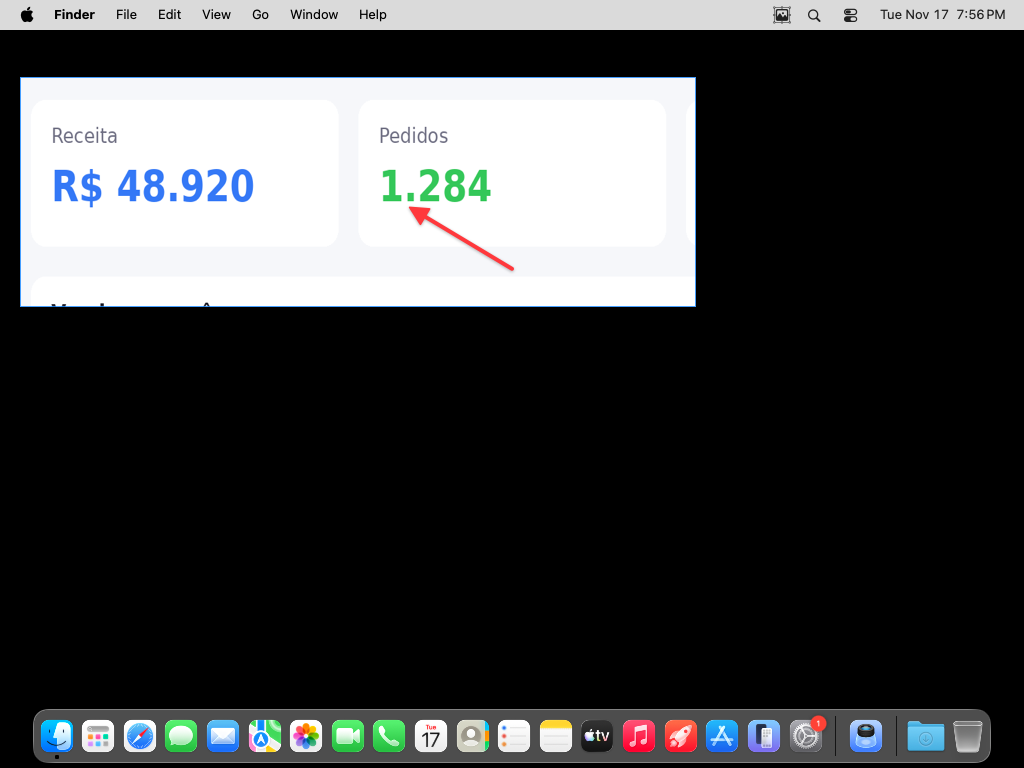 Finder File Edit View Go Window Help Tue Nov 17 7:56 PM
Receita Pedidos
R$ 48.920 1.284
TUE
17
tv
1